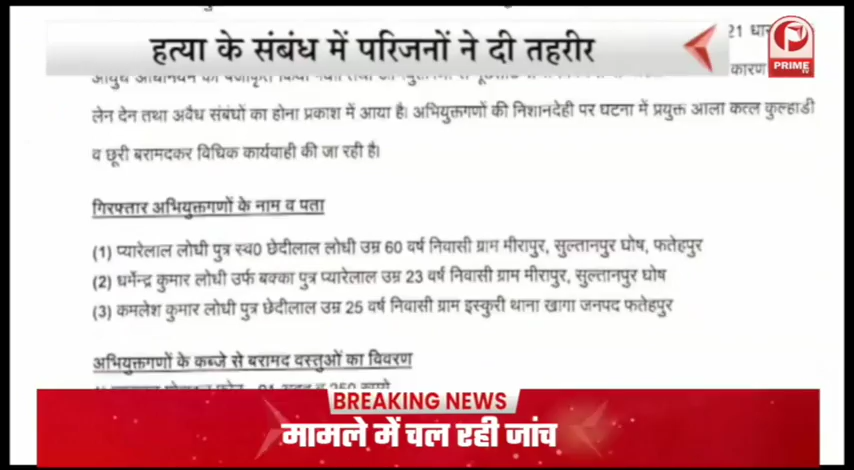 हत्या के संबंध में परिजनों ने दी तहरीर
21 धारा
PRIME TV
कारण
लेन देन तथा अवैध संबंधों का होना प्रकाश में आया है। अभियुक्तगणों की निशानदेही पर घटना में प्रयुक्त आला कत्ल कुल्हाडी
व छूरी बरामदकर विधिक कार्यवाही की जा रही है।
गिरफ्तार अभियुक्तगणों के नाम व पता
(1) प्यारेलाल लोधी पुत्र स्व0 छेदीलाल लोधी उम्र 60 वर्ष निवासी ग्राम मीरापुर, सुल्तानपुर घोष, फतेहपुर
(2) धर्मेन्द्र कुमार लोधी उर्फ बक्का पुत्र प्यारेलाल उम्र 23 वर्ष निवासी ग्राम मीरापुर, सुल्तानपुर घोष
(3) कमलेश कुमार लोधी पुत्र छेदीलाल उम्र 25 वर्ष निवासी ग्राम इस्कुरी थाना खागा जनपद फतेहपुर
अभियुक्तगणों के कब्जे से बरामद वस्तुओं का विवरण
BREAKING NEWS
मामले में चल रही जांच